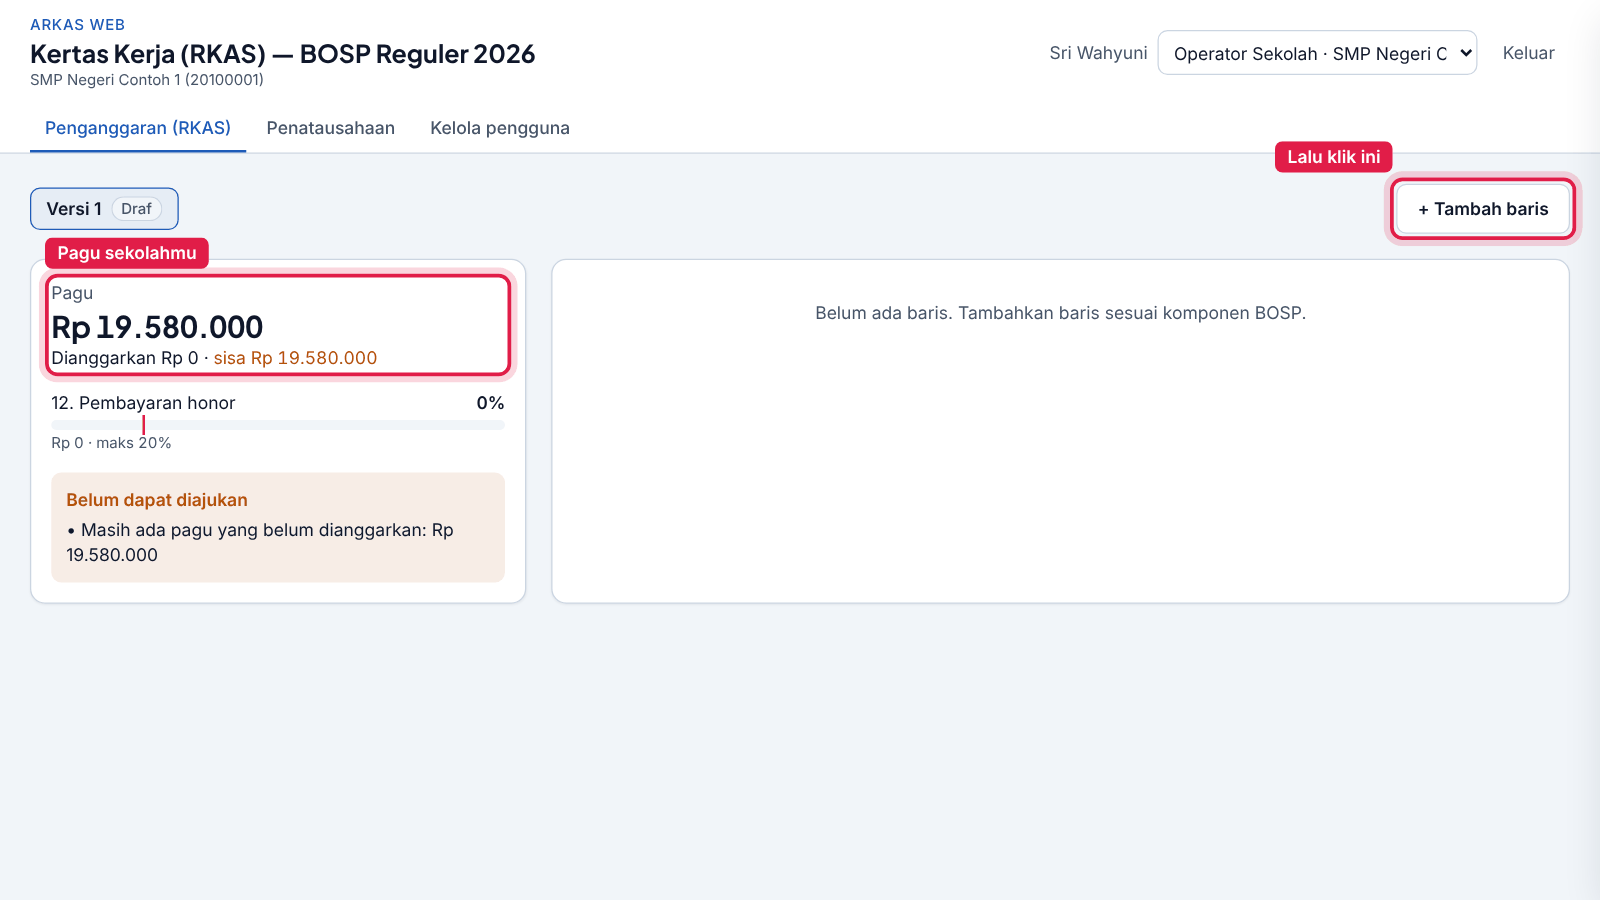 ARKAS WEB
Kertas Kerja (RKAS) — BOSP Reguler 2026
SMP Negeri Contoh 1 (20100001)
Sri Wahyuni
Operator Sekolah · SMP Negeri C
Keluar
Penganggaran (RKAS)
Penatausahaan
Kelola pengguna
Lalu klik ini
Versi 1 Draf
+ Tambah baris
Pagu sekolahmu
Pagu
Rp 19.580.000
Dianggarkan Rp 0 · sisa Rp 19.580.000
12. Pembayaran honor 0%
Rp 0 · maks 20%
Belum dapat diajukan
• Masih ada pagu yang belum dianggarkan: Rp
19.580.000
Belum ada baris. Tambahkan baris sesuai komponen BOSP.